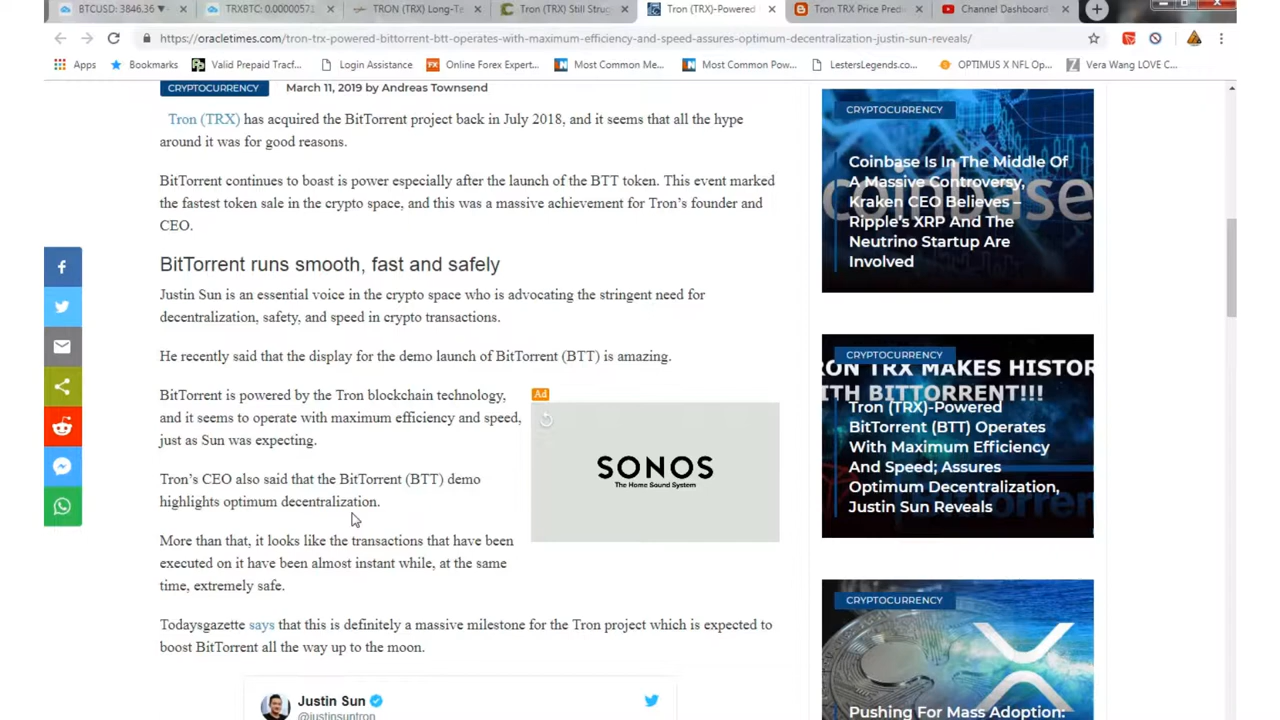 BTCUSD: 3846.36 ▼
TRXBTC: 0.00000571
TRON (TRX) Long-Te
Tron (TRX) Still Stru
Tron (TRX)-Powered
Tron TRX Price Pred
Channel Dashboard
https://oracletimes.com/tron-trx-powered-bittorrent-btt-operates-with-maximum-efficiency-and-speed-assures-optimum-decentralization-justin-sun-reveals/
Apps
Bookmarks
Valid Prepaid Tracf...
Login Assistance
Online Forex Expert...
Most Common Me...
Most Common Pow...
LestersLegends.com
OPTIMUS X NFL Op...
Vera Wang LOVE C...
CRYPTOCURRENCY
March 11, 2019 by Andreas Townsend
Tron (TRX) has acquired the BitTorrent project back in July 2018, and it seems that all the hype
around it was for good reasons.
BitTorrent continues to boast is power especially after the launch of the BTT token. This event marked
the fastest token sale in the crypto space, and this was a massive achievement for Tron's founder and
CEO.
BitTorrent runs smooth, fast and safely
Justin Sun is an essential voice in the crypto space who is advocating the stringent need for
decentralization, safety, and speed in crypto transactions.
He recently said that the display for the demo launch of BitTorrent (BTT) is amazing.
BitTorrent is powered by the Tron blockchain technology,
and it seems to operate with maximum efficiency and speed,
just as Sun was expecting.
Tron's CEO also said that the BitTorrent (BTT) demo
highlights optimum decentralization.
More than that, it looks like the transactions that have been
executed on it have been almost instant while, at the same
time, extremely safe.
Todaysgazette says that this is definitely a massive milestone for the Tron project which is expected to
boost BitTorrent all the way up to the moon.
Justin Sun
@justinsuntron
Ad
SONOS
The Home Sound System
CRYPTOCURRENCY
Coinbase Is In The Middle Of
A Massive Controversy,
Kraken CEO Believes –
Ripple's XRP And The
Neutrino Startup Are
Involved
coinbase
CRYPTOCURRENCY
RON TRX MAKES HISTOR
ITH BITTORRENT!!!
Tron (TRX)-Powered
BitTorrent (BTT) Operates
With Maximum Efficiency
And Speed; Assures
Optimum Decentralization,
Justin Sun Reveals
CRYPTOCURRENCY
Pushing For Mass Adoption: